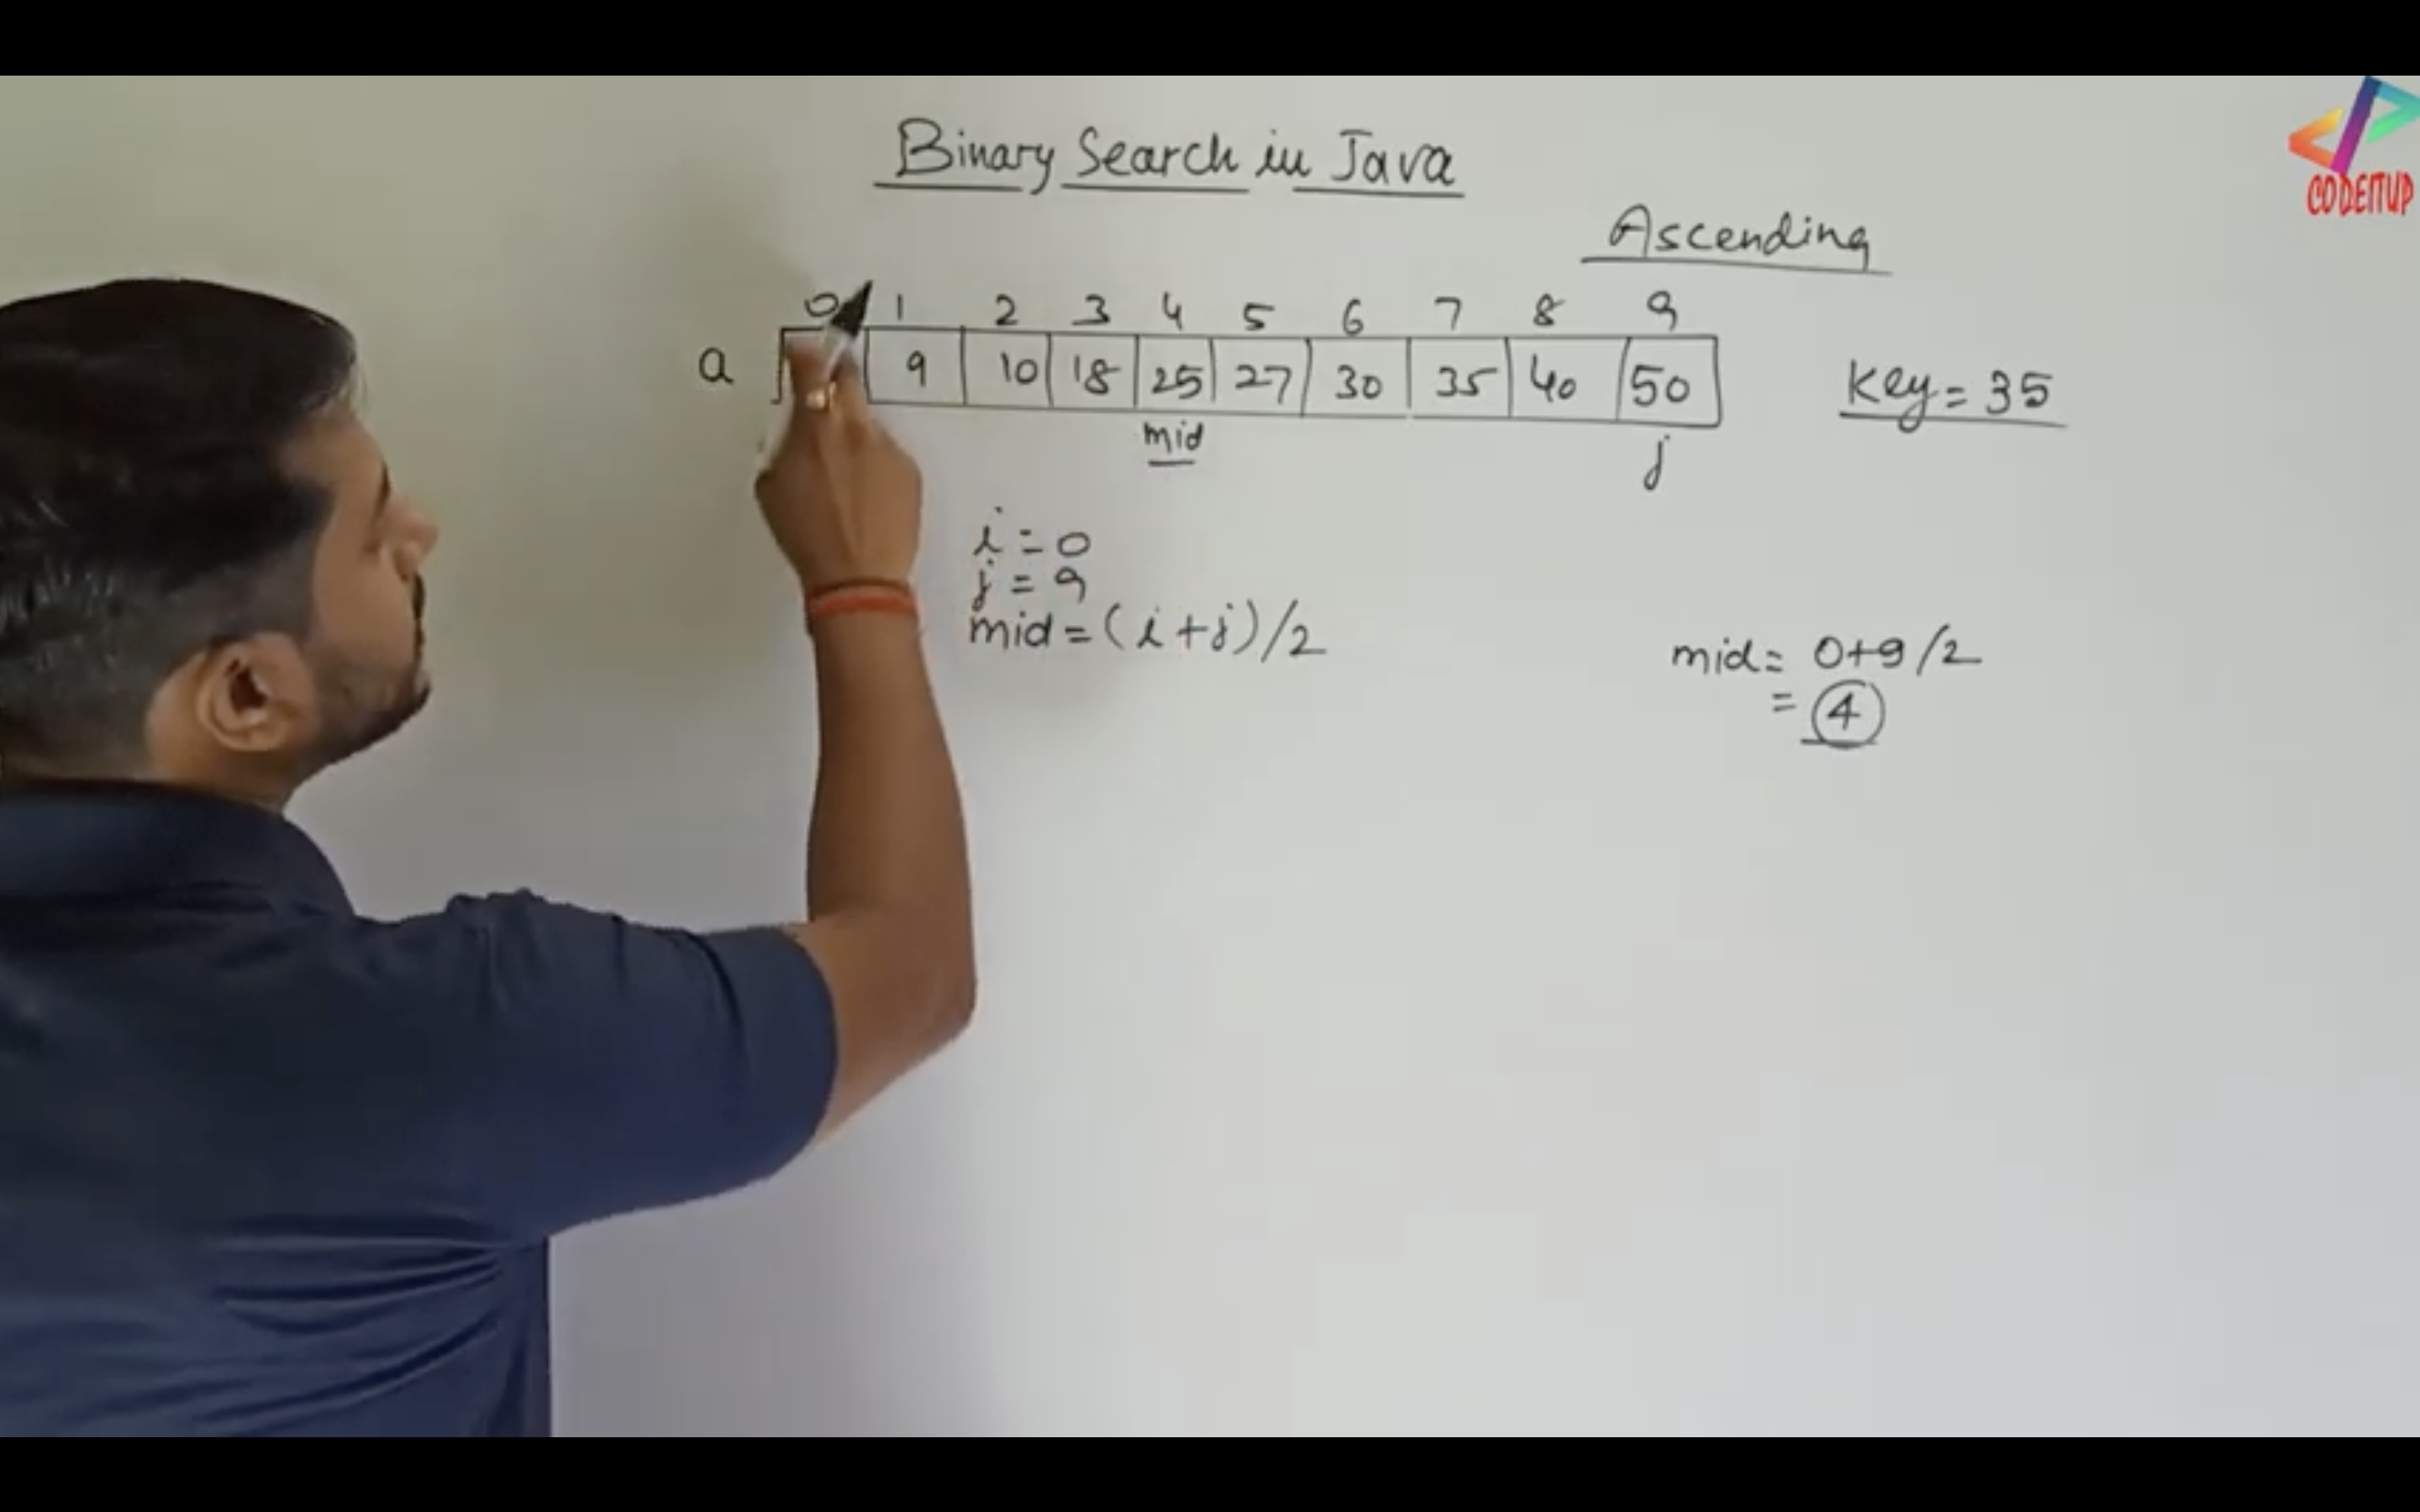 Binary Search in Java
CODEITUP
Ascending
0 1 2 3 4 5 6 7 8 9
a 9 10 18 25 27 30 35 40 50 Key = 35
mid j
i = 0
j = 9
mid = (i+j)/2
mid = 0+9/2
= 4